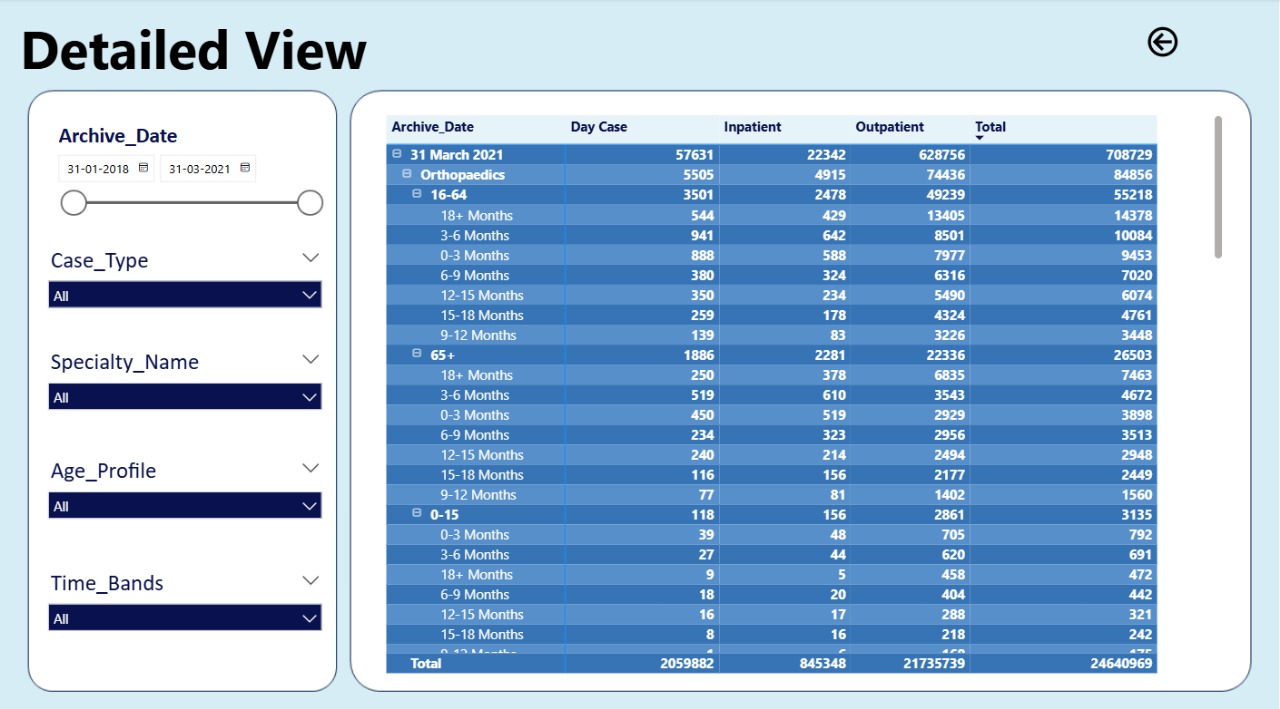 Detailed View
Archive_Date
31-01-2018 31-03-2021
Case_Type
All
Specialty_Name
All
Age_Profile
All
Time_Bands
All
Archive_Date Day Case Inpatient Outpatient Total
31 March 2021 57631 22342 628756 708729
Orthopaedics 5505 4915 74436 84856
16-64 3501 2478 49239 55218
18+ Months 544 429 13405 14378
3-6 Months 941 642 8501 10084
0-3 Months 888 588 7977 9453
6-9 Months 380 324 6316 7020
12-15 Months 350 234 5490 6074
15-18 Months 259 178 4324 4761
9-12 Months 139 83 3226 3448
65+ 1886 2281 22336 26503
18+ Months 250 378 6835 7463
3-6 Months 519 610 3543 4672
0-3 Months 450 519 2929 3898
6-9 Months 234 323 2956 3513
12-15 Months 240 214 2494 2948
15-18 Months 116 156 2177 2449
9-12 Months 77 81 1402 1560
0-15 118 156 2861 3135
0-3 Months 39 48 705 792
3-6 Months 27 44 620 691
18+ Months 9 5 458 472
6-9 Months 18 20 404 442
12-15 Months 16 17 288 321
15-18 Months 8 16 218 242
Total 2059882 845348 21735739 24640969